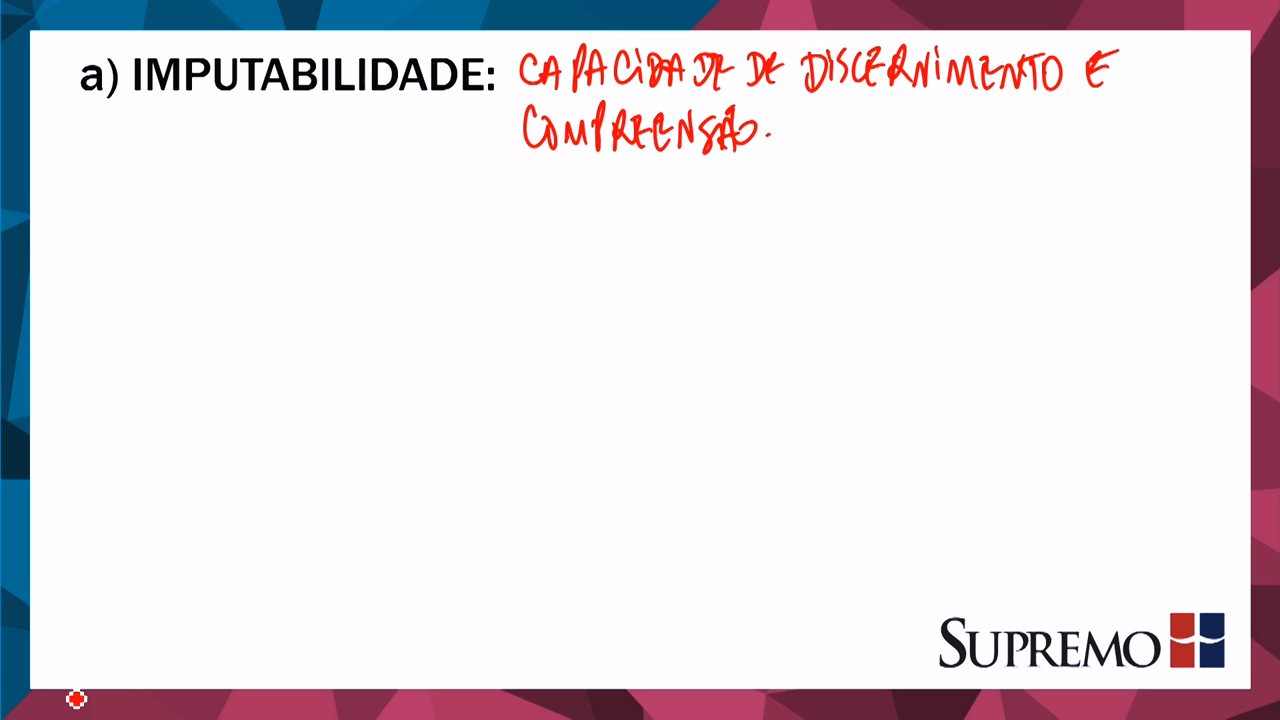 a) IMPUTABILIDADE: CAPACIDADE DE DISCERNIMENTO E
COMPREENSÃO.
SUPREMO